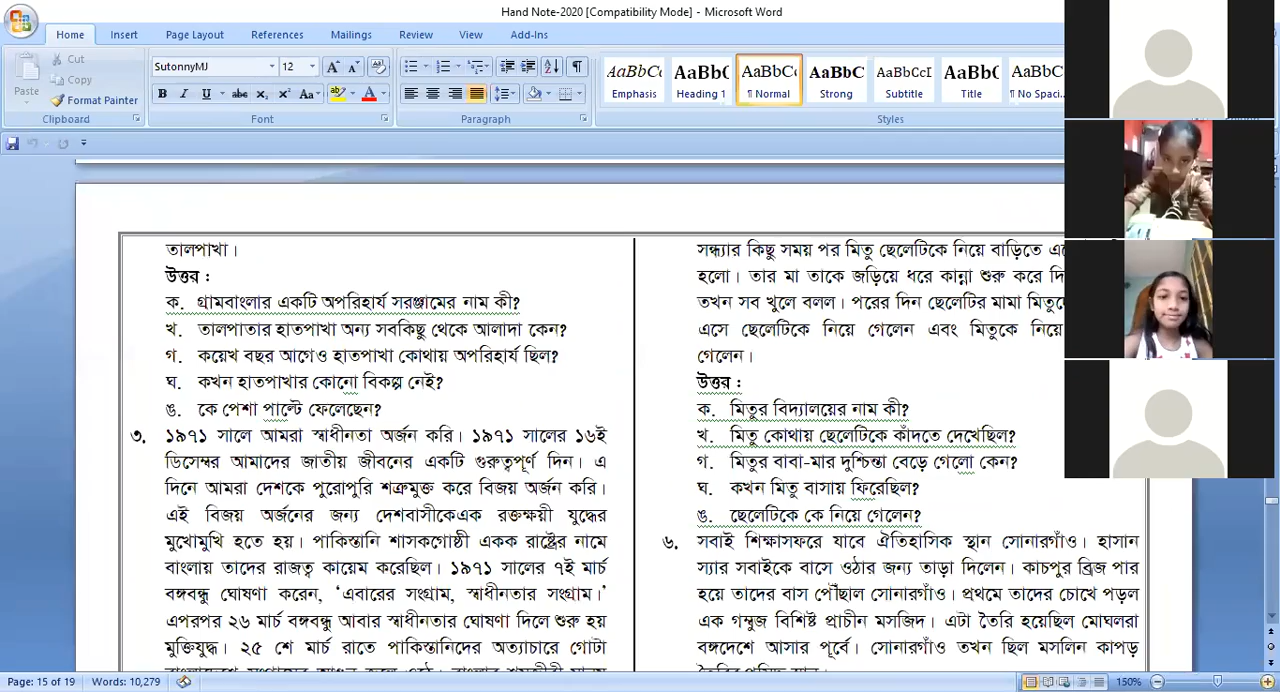 Hand Note-2020 [Compatibility Mode] - Microsoft Word
Home Insert Page Layout References Mailings Review View Add-Ins
Cut
Copy
Paste
Format Painter
Clipboard
SutonnyMJ 12
Font
Paragraph
AaBbCc AaBbC AaBbCc AaBbC AaBbCcI AaBbC AaBbC
Emphasis Heading 1 ¶ Normal Strong Subtitle Title ¶ No Spaci...
Styles
তালপাখা।
উত্তর :
ক. গ্রামবাংলার একটি অপরিহার্য সরঞ্জামের নাম কী?
খ. তালপাতার হাতপাখা অন্য সবকিছু থেকে আলাদা কেন?
গ. কয়েখ বছর আগেও হাতপাখা কোথায় অপরিহার্য ছিল?
ঘ. কখন হাতপাখার কোনো বিকল্প নেই?
ঙ. কে পেশা পাল্টে ফেলেছেন?
৩. ১৯৭১ সালে আমরা স্বাধীনতা অর্জন করি। ১৯৭১ সালের ১৬ই
ডিসেম্বর আমাদের জাতীয় জীবনের একটি গুরুত্বপূর্ণ দিন। এ
দিনে আমরা দেশকে পুরোপুরি শত্রুমুক্ত করে বিজয় অর্জন করি।
এই বিজয় অর্জনের জন্য দেশবাসীকেএক রক্তক্ষয়ী যুদ্ধের
মুখোমুখি হতে হয়। পাকিস্তানি শাসকগোষ্ঠী একক রাষ্ট্রের নামে
বাংলায় তাদের রাজত্ব কায়েম করেছিল। ১৯৭১ সালের ৭ই মার্চ
বঙ্গবন্ধু ঘোষণা করেন, ‘এবারের সংগ্রাম, স্বাধীনতার সংগ্রাম।’
এপরপর ২৬ মার্চ বঙ্গবন্ধু আবার স্বাধীনতার ঘোষণা দিলে শুরু হয়
মুক্তিযুদ্ধ। ২৫ শে মার্চ রাতে পাকিস্তানিদের অত্যাচারে গোটা
সন্ধ্যার কিছু সময় পর মিতু ছেলেটিকে নিয়ে বাড়িতে
হলো। তার মা তাকে জড়িয়ে ধরে কান্না শুরু করে
তখন সব খুলে বলল। পরের দিন ছেলেটির মামা
এসে ছেলেটিকে নিয়ে গেলেন এবং মিতুকে নিয়ে
গেলেন।
উত্তর :
ক. মিতুর বিদ্যালয়ের নাম কী?
খ. মিতু কোথায় ছেলেটিকে কাঁদতে দেখেছিল?
গ. মিতুর বাবা-মার দুশ্চিন্তা বেড়ে গেলো কেন?
ঘ. কখন মিতু বাসায় ফিরেছিল?
ঙ. ছেলেটিকে কে নিয়ে গেলেন?
৬. সবাই শিক্ষাসফরে যাবে ঐতিহাসিক স্থান সোনারগাঁও। হাসান
স্যার সবাইকে বাসে ওঠার জন্য তাড়া দিলেন। কাচপুর ব্রিজ পার
হয়ে তাদের বাস পৌঁছাল সোনারগাঁও। প্রথমে তাদের চোখে পড়ল
এক গম্বুজ বিশিষ্ট প্রাচীন মসজিদ। এটা তৈরি হয়েছিল মোঘলরা
বঙ্গদেশে আসার পূর্বে। সোনারগাঁও তখন ছিল মসলিন কাপড়
Page: 15 of 19 Words: 10,279 150%